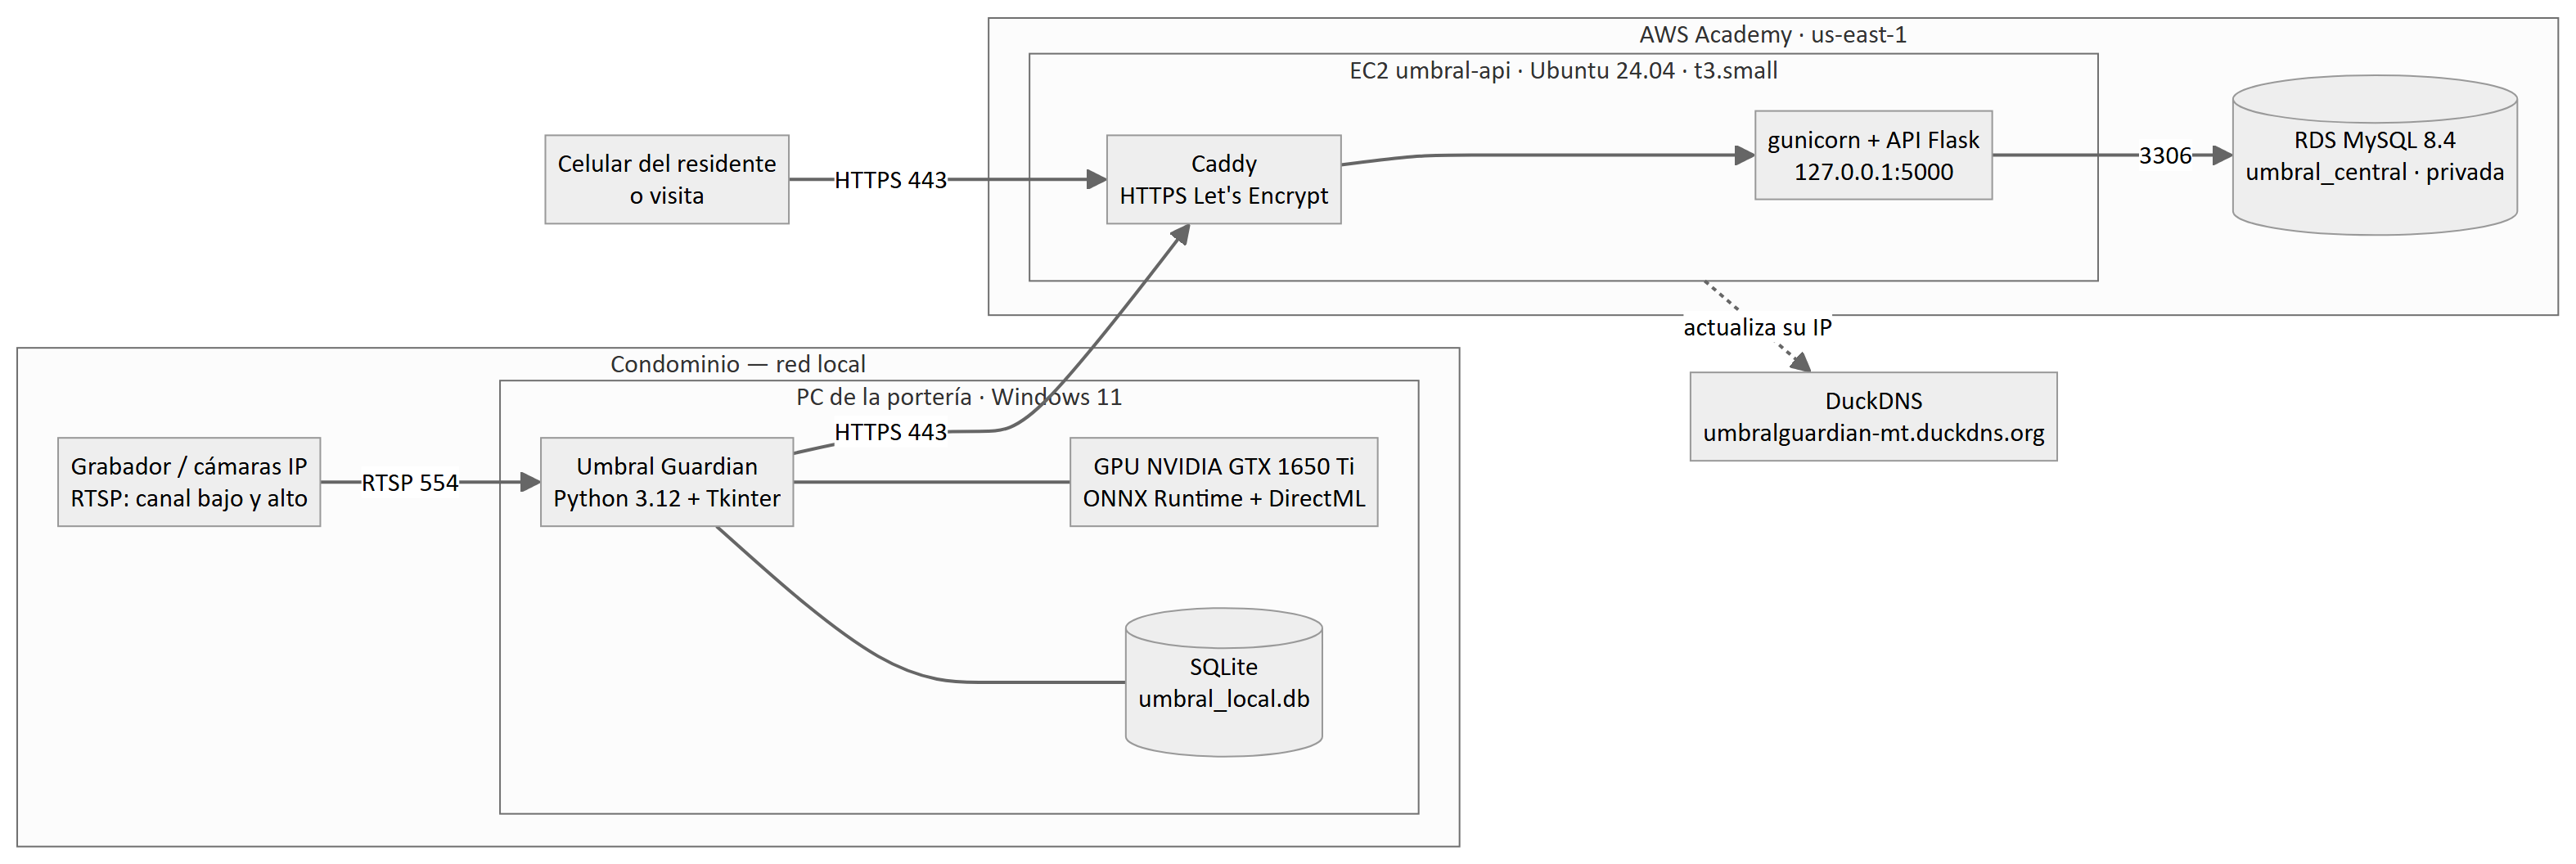 AWS Academy · us-east-1
EC2 umbral-api · Ubuntu 24.04 · t3.small
Celular del residente
o visita
HTTPS 443
Caddy
HTTPS Let's Encrypt
gunicorn + API Flask
127.0.0.1:5000
3306
RDS MySQL 8.4
umbral_central · privada
actualiza su IP
DuckDNS
umbralguardian-mt.duckdns.org
Condominio — red local
PC de la portería · Windows 11
Grabador / cámaras IP
RTSP: canal bajo y alto
RTSP 554
Umbral Guardian
Python 3.12 + Tkinter
HTTPS 443
GPU NVIDIA GTX 1650 Ti
ONNX Runtime + DirectML
SQLite
umbral_local.db